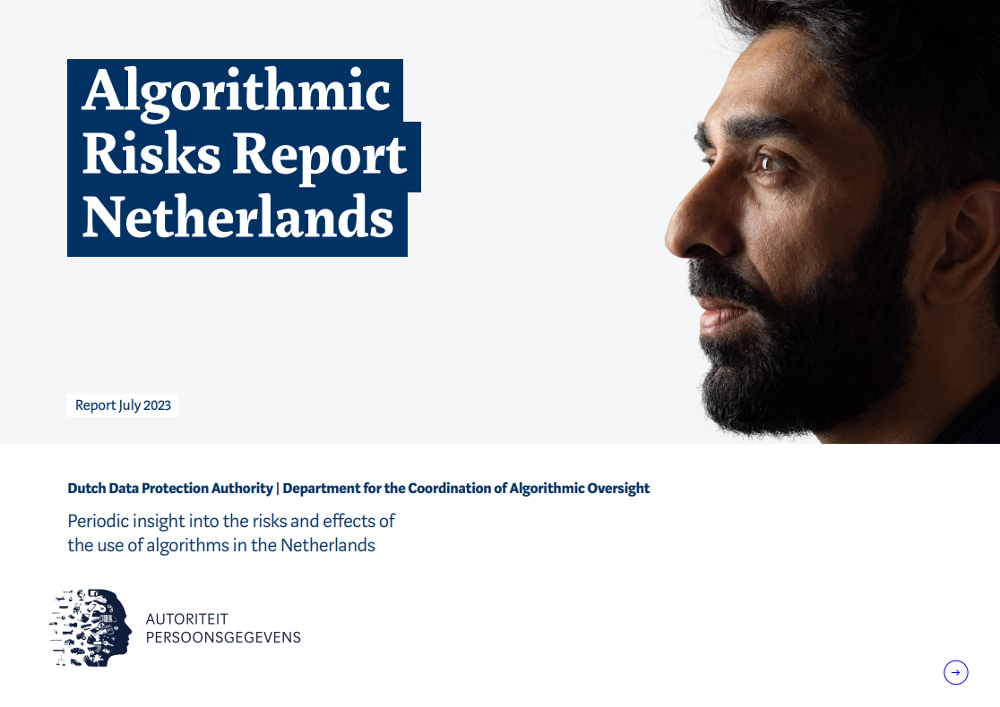 Algorithmic
Risks Report
Netherlands
Report July 2023
Dutch Data Protection Authority | Department for the Coordination of Algorithmic Oversight
Periodic insight into the risks and effects of
the use of algorithms in the Netherlands
AUTORITEIT
PERSOONSGEGEVENS